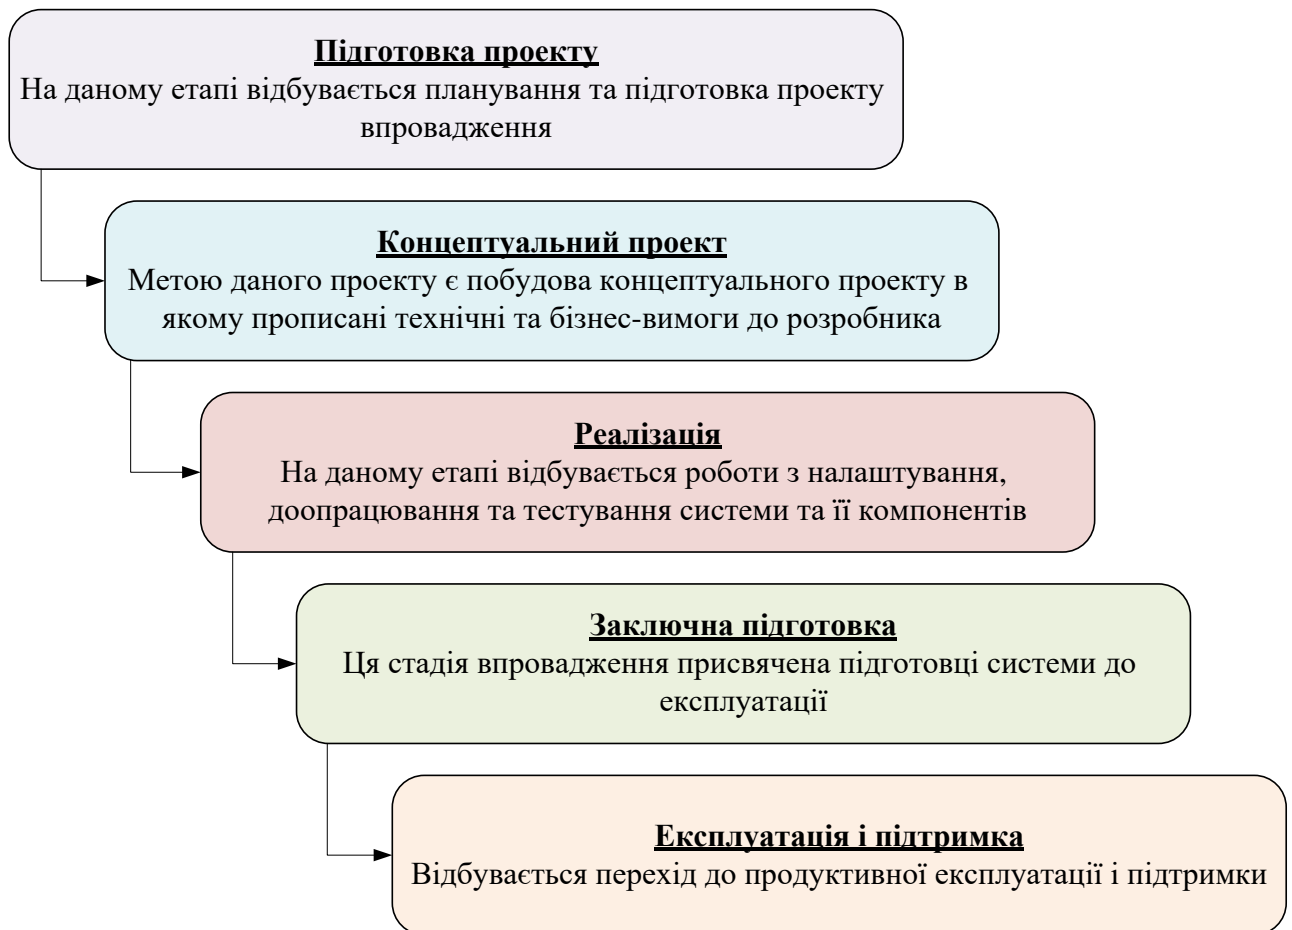 Підготовка проекту
На даному етапі відбувається планування та підготовка проекту
впровадження
Концептуальний проект
Метою даного проекту є побудова концептуального проекту в
якому прописані технічні та бізнес-вимоги до розробника
Реалізація
На даному етапі відбувається роботи з налаштування,
доопрацювання та тестування системи та її компонентів
Заключна підготовка
Ця стадія впровадження присвячена підготовці системи до
експлуатації
Експлуатація і підтримка
Відбувається перехід до продуктивної експлуатації і підтримки